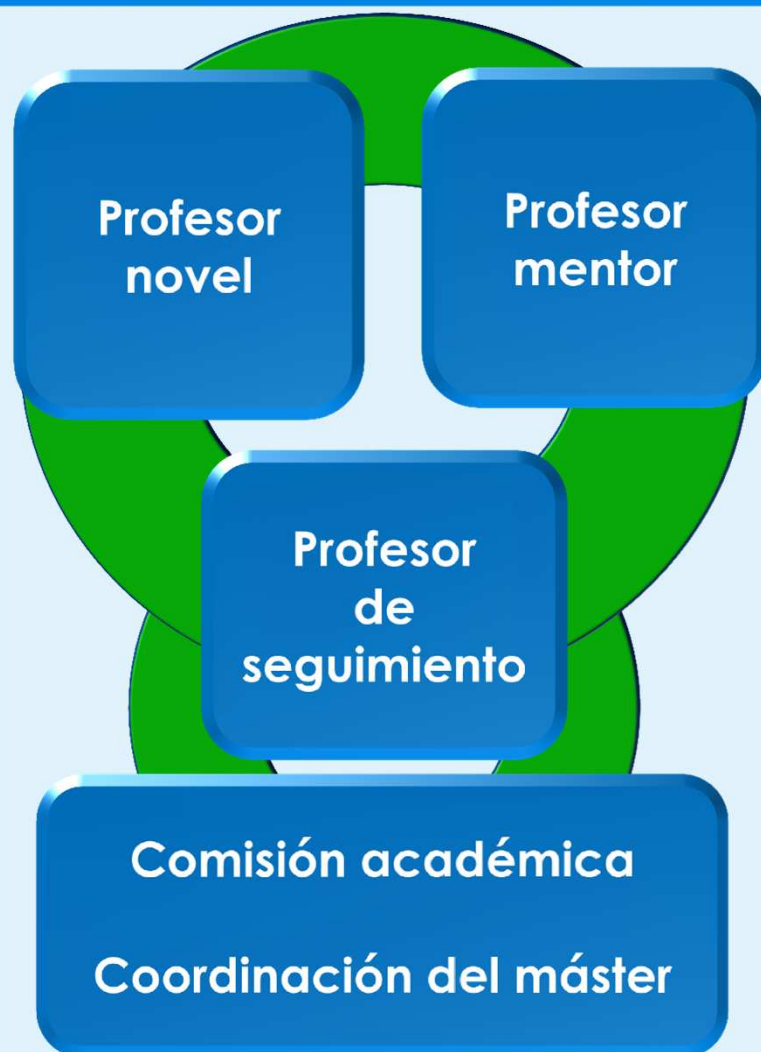 Profesor
novel
Profesor
mentor
Profesor
de
seguimiento
Comisión académica
Coordinación del máster